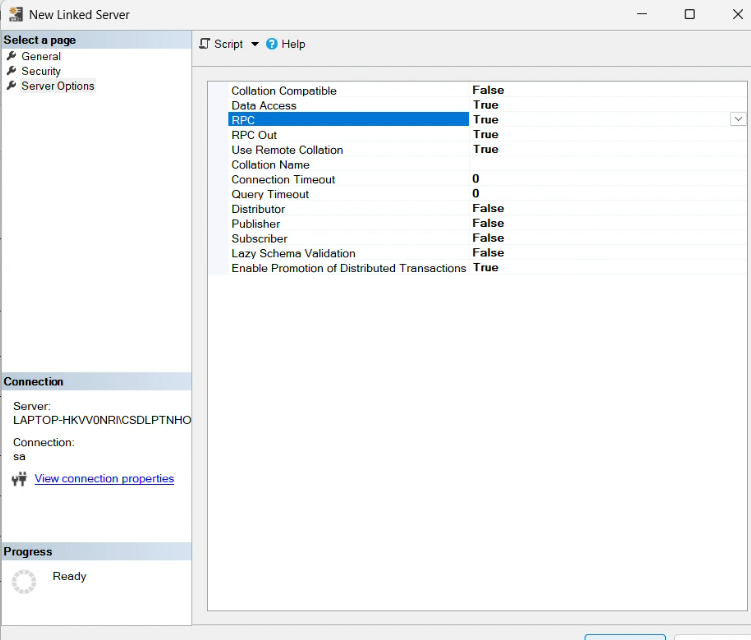 New Linked Server
Select a page
General
Security
Server Options
Script
Help
Collation Compatible False
Data Access True
RPC True
RPC Out True
Use Remote Collation True
Collation Name
Connection Timeout 0
Query Timeout 0
Distributor False
Publisher False
Subscriber False
Lazy Schema Validation False
Enable Promotion of Distributed Transactions True
Connection
Server:
LAPTOP-HKVV0NRI\CSDLPTNHO
Connection:
sa
View connection properties
Progress
Ready